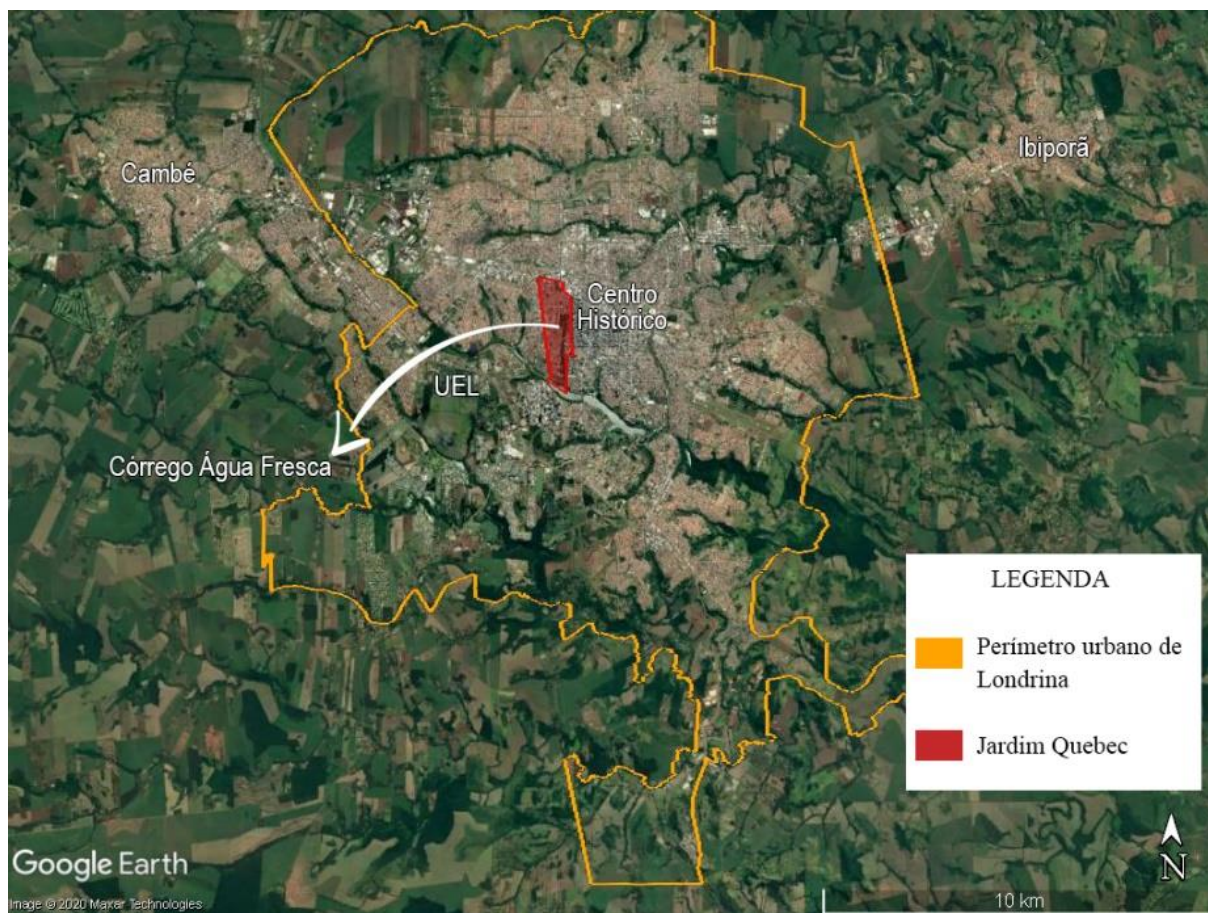 Cambé
Ibiporã
Centro
Histórico
UEL
Córrego Água Fresca
LEGENDA
Perímetro urbano de
Londrina
Jardim Quebec
N
Google Earth
Image © 2020 Maxar Technologies
10 km